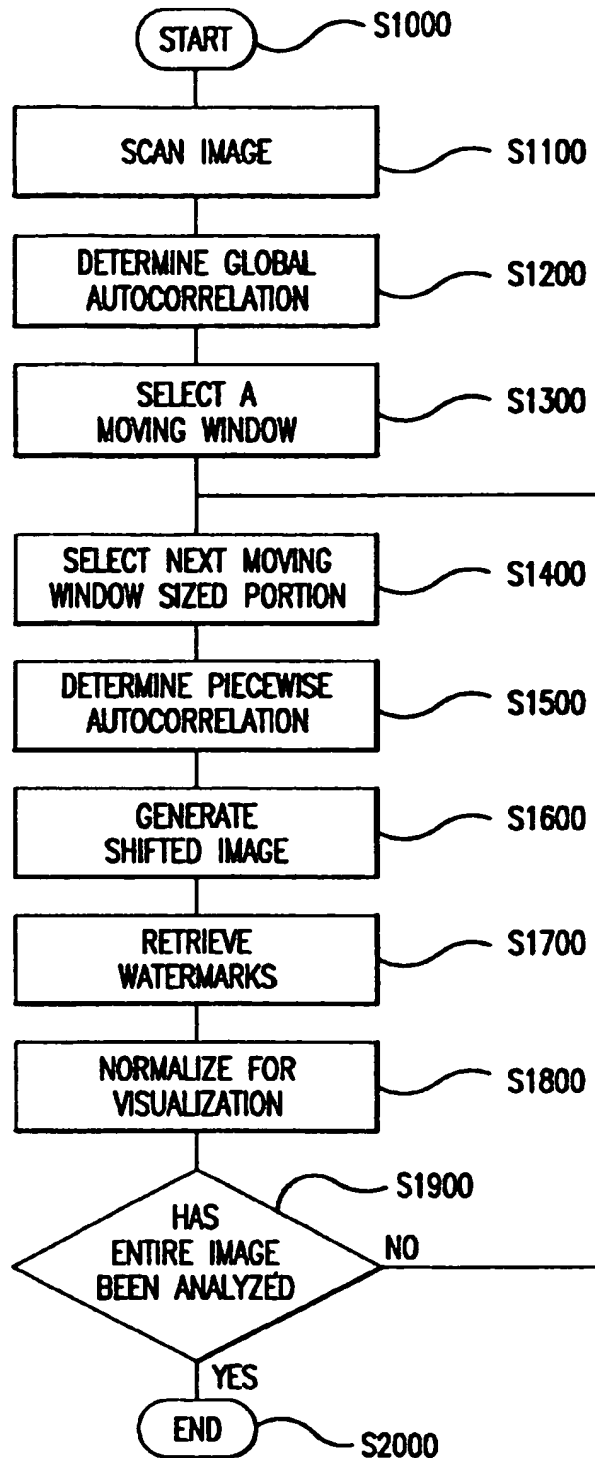 START
S1000
SCAN IMAGE
S1100
DETERMINE GLOBAL
AUTOCORRELATION
S1200
SELECT A
MOVING WINDOW
S1300
SELECT NEXT MOVING
WINDOW SIZED PORTION
S1400
DETERMINE PIECEWISE
AUTOCORRELATION
S1500
GENERATE
SHIFTED IMAGE
S1600
RETRIEVE
WATERMARKS
S1700
NORMALIZE FOR
VISUALIZATION
S1800
S1900
HAS
ENTIRE IMAGE
BEEN ANALYZED
NO
YES
END
S2000